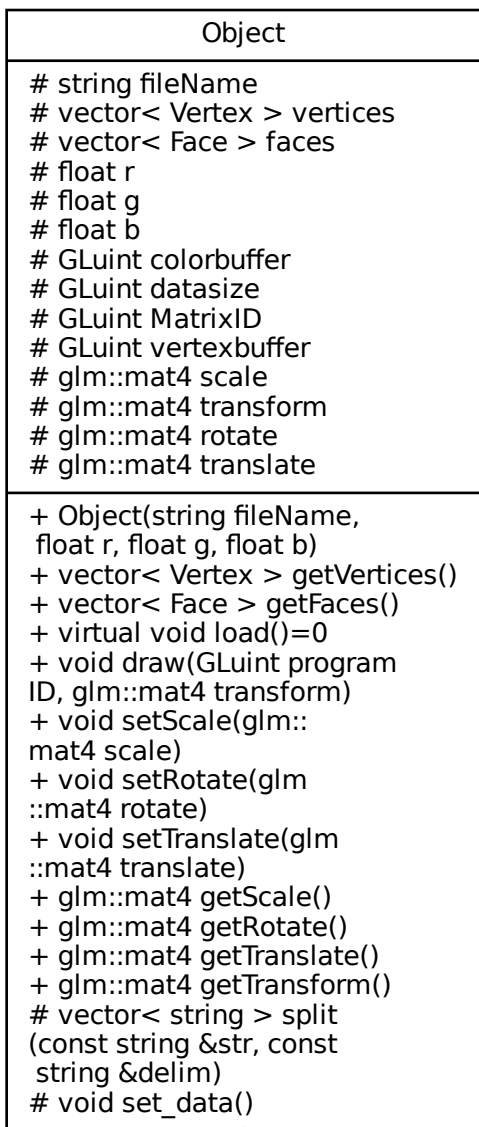 Object
# string fileName
# vector< Vertex > vertices
# vector< Face > faces
# float r
# float g
# float b
# GLuint colorbuffer
# GLuint datasize
# GLuint MatrixID
# GLuint vertexbuffer
# glm::mat4 scale
# glm::mat4 transform
# glm::mat4 rotate
# glm::mat4 translate
+ Object(string fileName,
float r, float g, float b)
+ vector< Vertex > getVertices()
+ vector< Face > getFaces()
+ virtual void load()=0
+ void draw(GLuint program
ID, glm::mat4 transform)
+ void setScale(glm::
mat4 scale)
+ void setRotate(glm
::mat4 rotate)
+ void setTranslate(glm
::mat4 translate)
+ glm::mat4 getScale()
+ glm::mat4 getRotate()
+ glm::mat4 getTranslate()
+ glm::mat4 getTransform()
# vector< string > split
(const string &str, const
string &delim)
# void set_data()